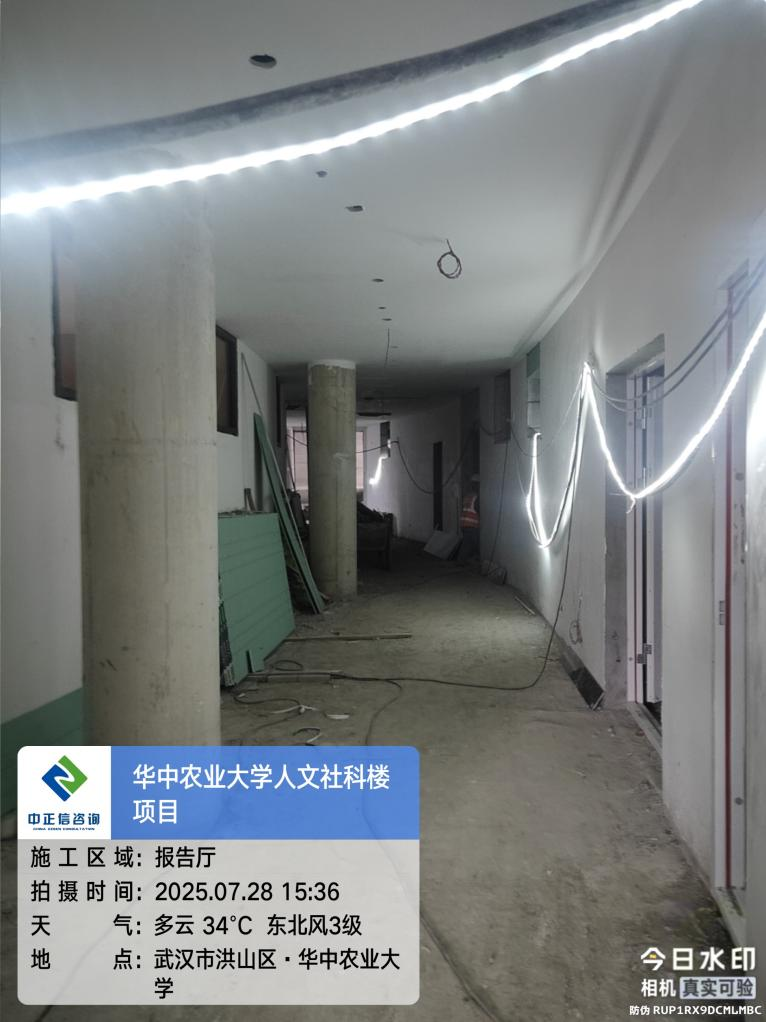 中正信咨询
华中农业大学人文社科楼
项目
施工区域：报告厅
拍摄时间：2025.07.28 15:36
天气：多云 34℃ 东北风3级
地点：武汉市洪山区·华中农业大
学
今日水印
相机 真实可验
防伪 RUP1RX9DCMLMBC